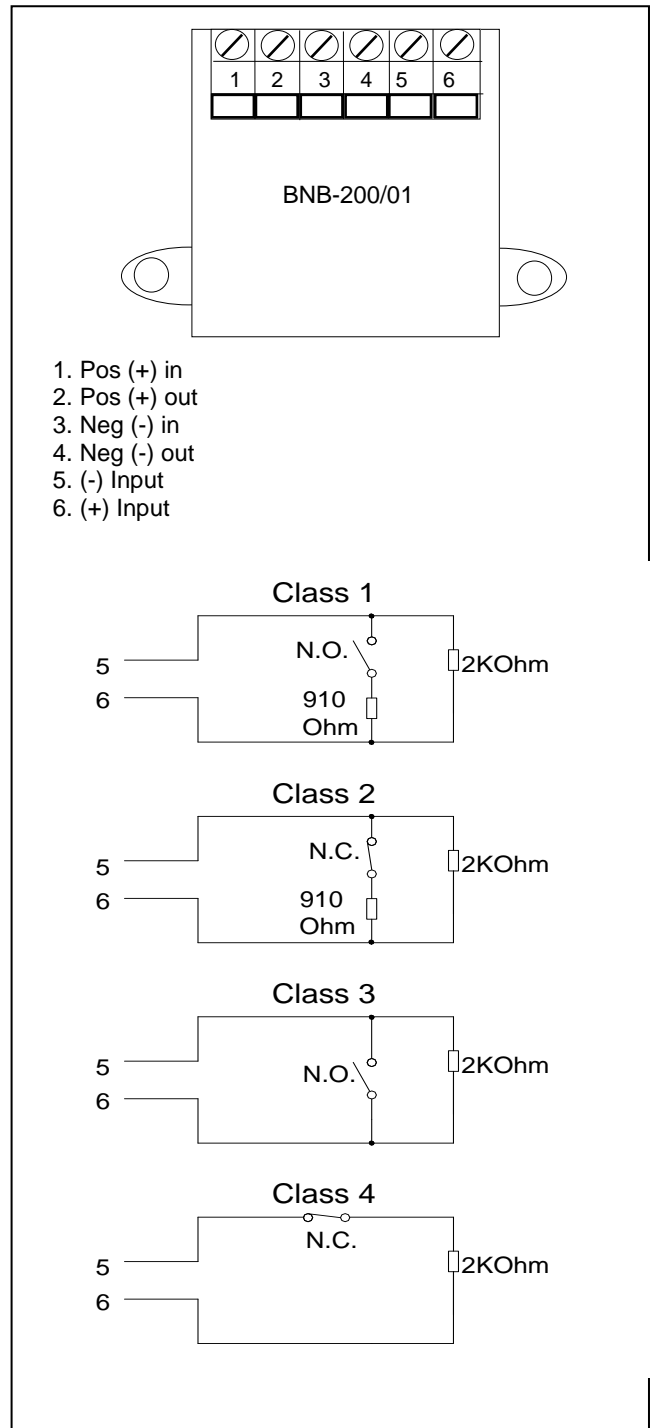 1 2 3 4 5 6
BNB-200/01
1. Pos (+) in
2. Pos (+) out
3. Neg (-) in
4. Neg (-) out
5. (-) Input
6. (+) Input
Class 1
N.O.
5
2KOhm
6
910
Ohm
Class 2
N.C.
5
2KOhm
6
910
Ohm
Class 3
5
N.O.
2KOhm
6
Class 4
N.C.
5
2KOhm
6